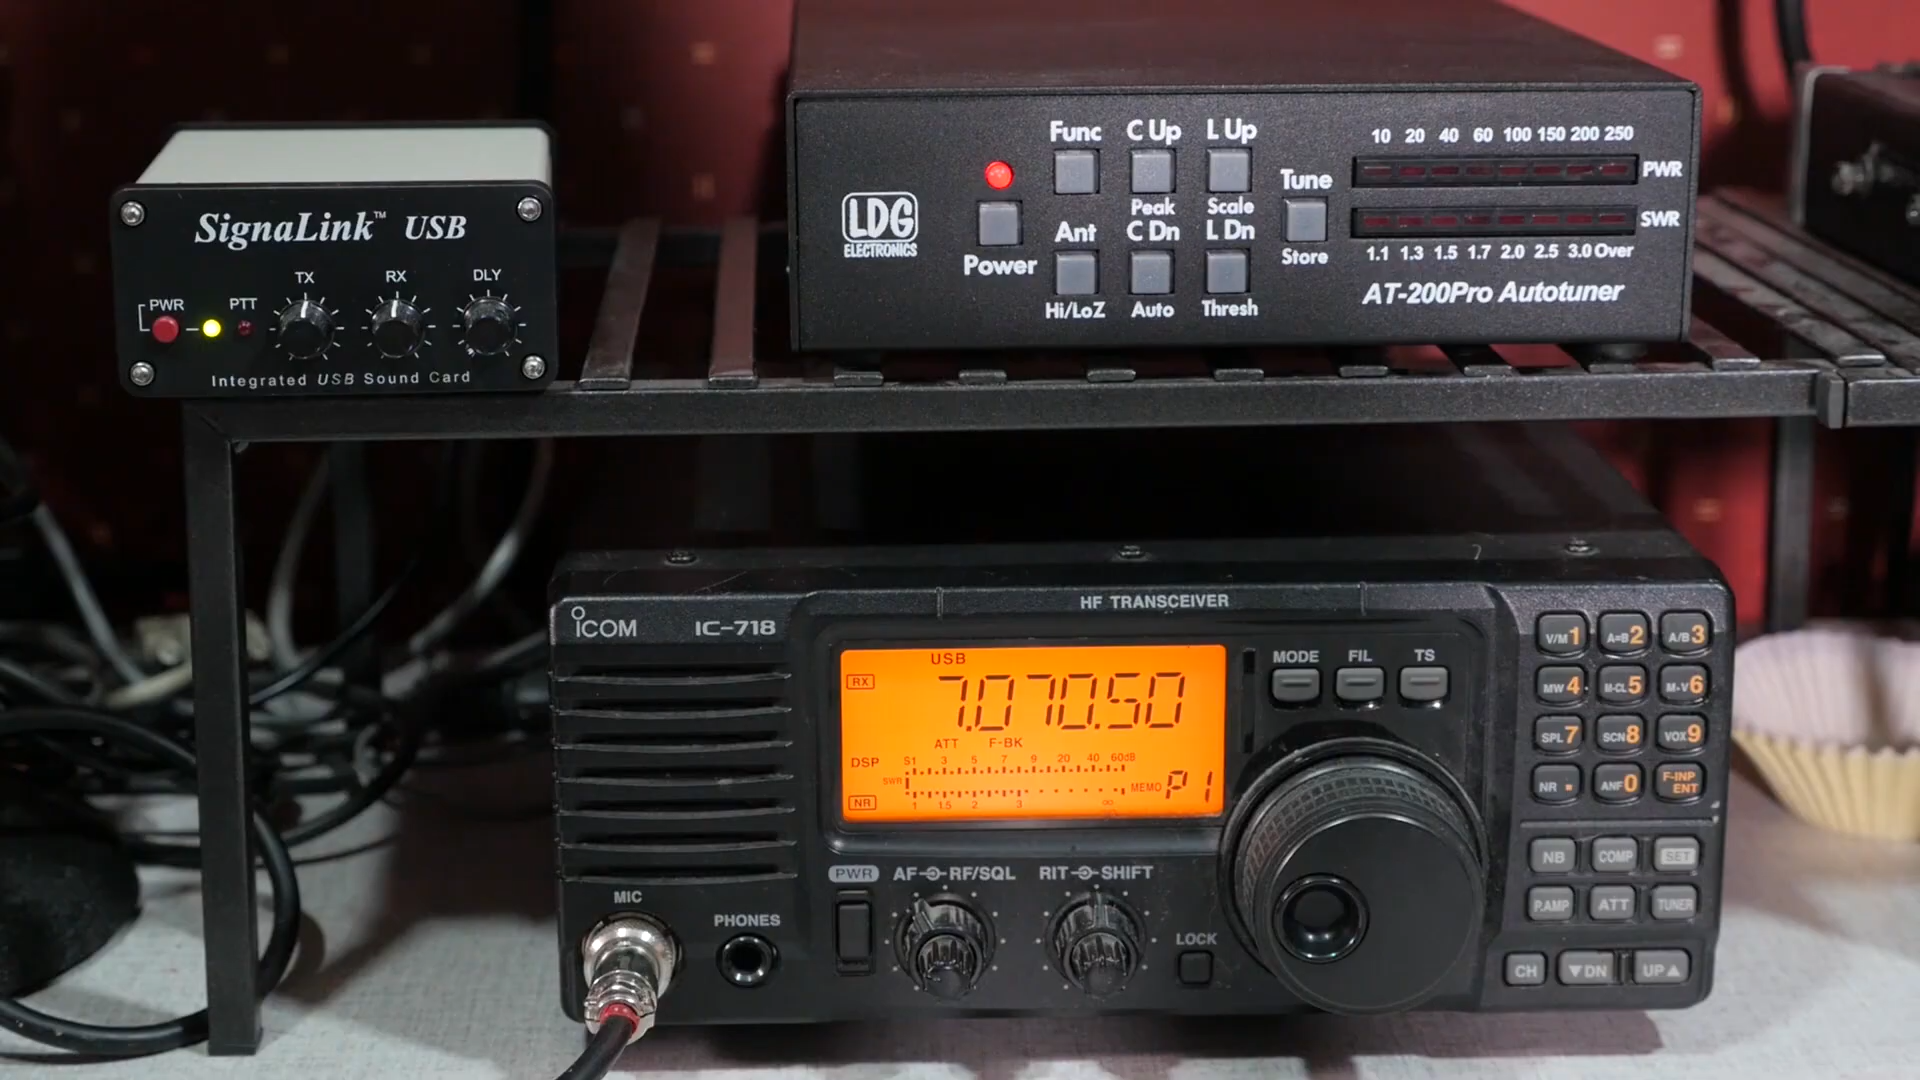 SignaLink™ USB
TX RX DLY
PWR PTT
Integrated USB Sound Card
LDG
ELECTRONICS
Power
Func C Up L Up
Peak Scale
Ant C Dn L Dn
Hi/LoZ Auto Thresh
Tune
Store
10 20 40 60 100 150 200 250
PWR
SWR
1.1 1.3 1.5 1.7 2.0 2.5 3.0 Over
AT-200Pro Autotuner
ICOM IC-718
HF TRANSCEIVER
USB
RX 7.070.50
ATT F-BK
DSP S1 3 5 7 9 20 40 60dB
SWR
NR 1 1.5 2 3 ∞ MEMO P1
MODE FIL TS
V/M 1 A=B 2 A/B 3
MW 4 M-CL 5 M▸V 6
SPL 7 SCN 8 VOX 9
NR . ANF 0 F-INP ENT
NB COMP SET
P.AMP ATT TUNER
CH ▼DN UP▲
MIC
PHONES
PWR AF RF/SQL RIT SHIFT
LOCK